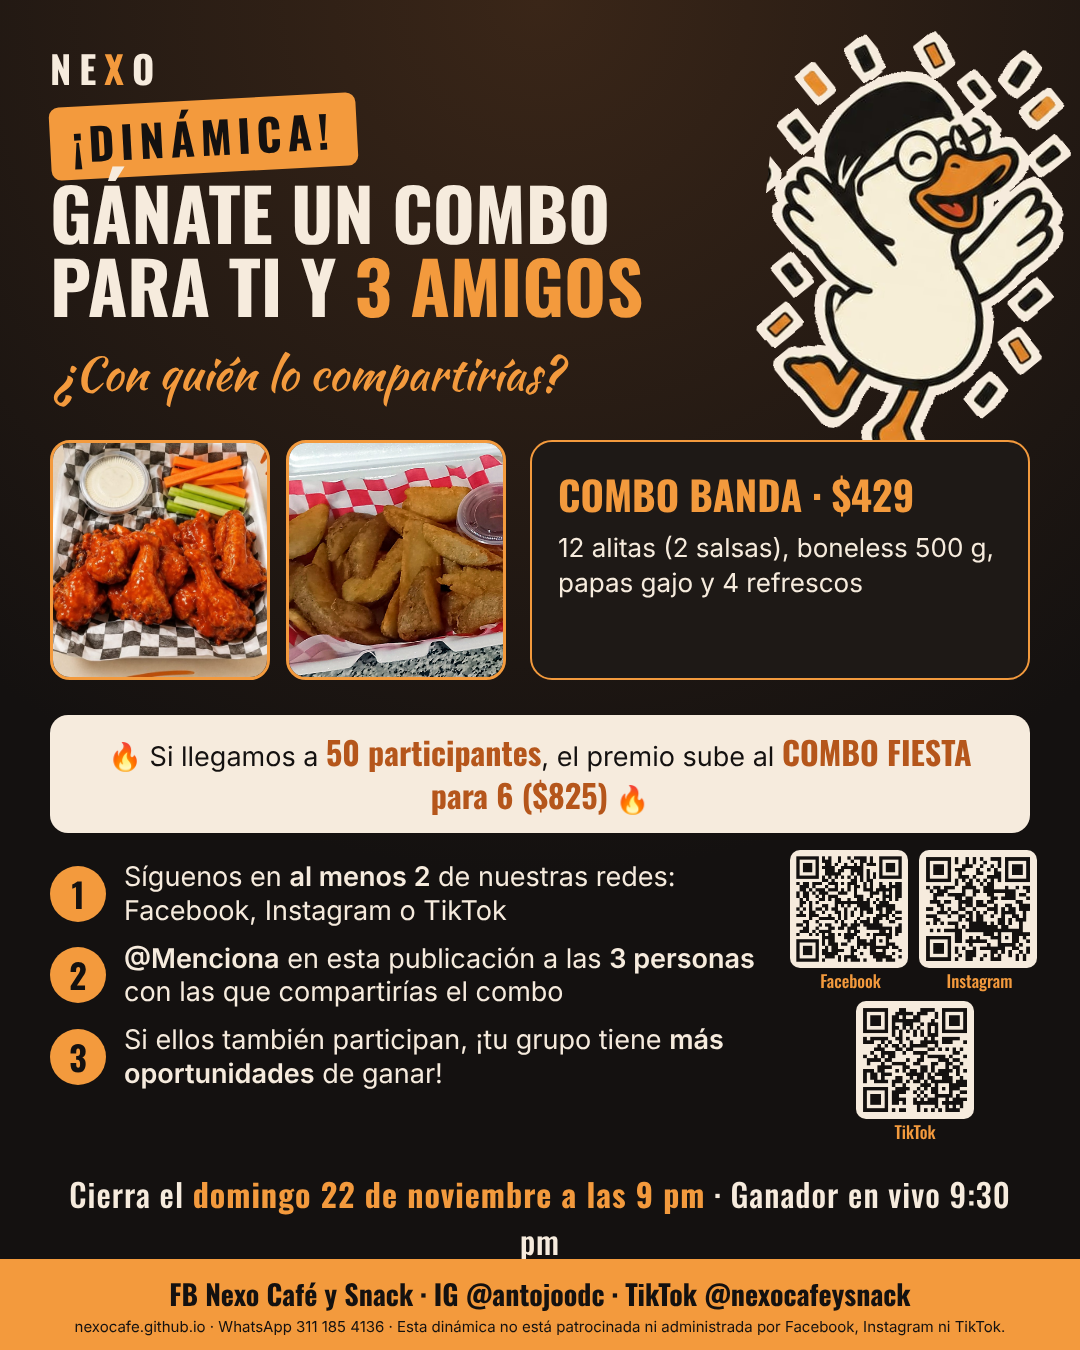 NEXO
¡DINÁMICA!
GÁNATE UN COMBO
PARA TI Y 3 AMIGOS
¿Con quién lo compartirías?
COMBO BANDA · $429
12 alitas (2 salsas), boneless 500 g,
papas gajo y 4 refrescos
🔥 Si llegamos a 50 participantes, el premio sube al COMBO FIESTA
para 6 ($825) 🔥
1 Síguenos en al menos 2 de nuestras redes:
Facebook, Instagram o TikTok
2 @Menciona en esta publicación a las 3 personas
con las que compartirías el combo
3 Si ellos también participan, ¡tu grupo tiene más
oportunidades de ganar!
Facebook
Instagram
TikTok
Cierra el domingo 22 de noviembre a las 9 pm · Ganador en vivo 9:30
pm
FB Nexo Café y Snack · IG @antojoodc · TikTok @nexocafeysnack
nexocafe.github.io · WhatsApp 311 185 4136 · Esta dinámica no está patrocinada ni administrada por Facebook, Instagram ni TikTok.